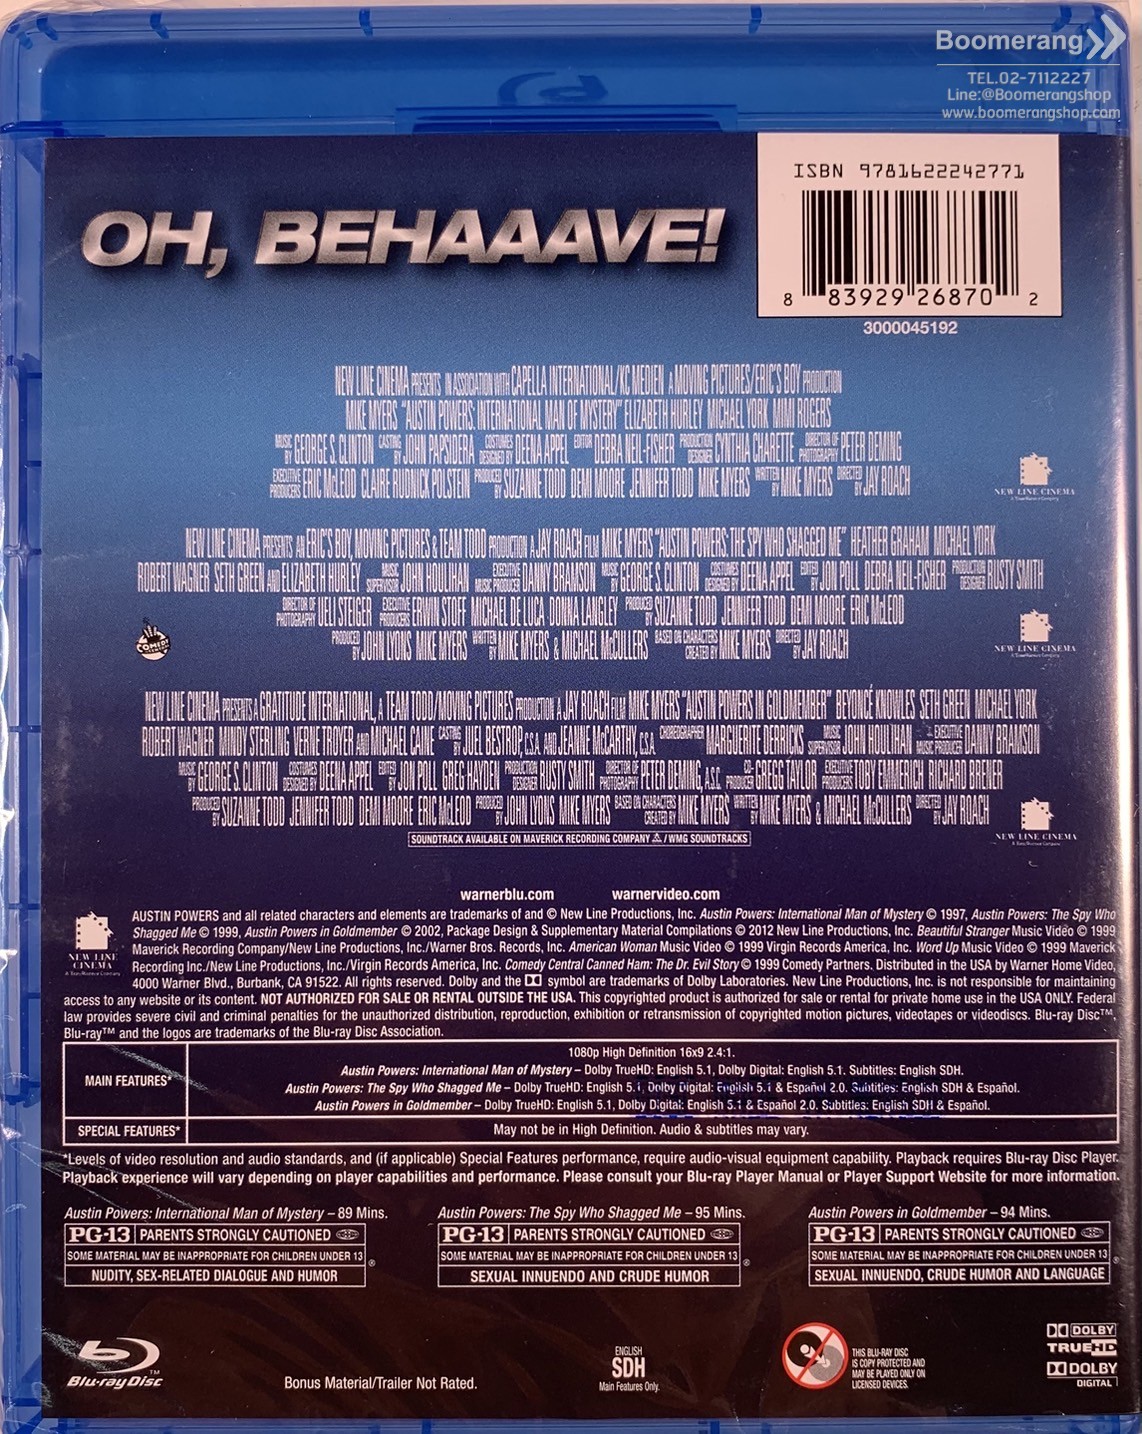 Boomerang
TEL.02-7112227
Line:@Boomerangshop
www.boomerangshop.com
ISBN 9781622242771
OH, BEHAAAVE!
8 83929 26870 2
3000045192
NEW LINE CINEMA PRESENTS IN ASSOCIATION WITH CAPELLA INTERNATIONAL/KC MEDIEN A MOVING PICTURES/ERIC'S BOY PRODUCTION
MIKE MYERS "AUSTIN POWERS: INTERNATIONAL MAN OF MYSTERY" ELIZABETH HURLEY MICHAEL YORK MIMI ROGERS
MUSIC BY GEORGE S. CLINTON CASTING BY JOHN PAPSIDERA COSTUMES DESIGNED BY DEENA APPEL EDITOR DEBRA NEIL-FISHER PRODUCTION DESIGNER CYNTHIA CHARETTE DIRECTOR OF PHOTOGRAPHY PETER DEMING
EXECUTIVE PRODUCERS ERIC McLEOD CLAIRE RUDNICK POLSTEIN PRODUCED BY SUZANNE TODD DEMI MOORE JENNIFER TODD MIKE MYERS WRITTEN BY MIKE MYERS DIRECTED BY JAY ROACH
NEW LINE CINEMA
NEW LINE CINEMA PRESENTS AN ERIC'S BOY, MOVING PICTURES & TEAM TODD PRODUCTION A JAY ROACH FILM MIKE MYERS "AUSTIN POWERS: THE SPY WHO SHAGGED ME" HEATHER GRAHAM MICHAEL YORK
ROBERT WAGNER SETH GREEN AND ELIZABETH HURLEY MUSIC SUPERVISOR JOHN HOULIHAN EXECUTIVE MUSIC PRODUCER DANNY BRAMSON MUSIC BY GEORGE S. CLINTON COSTUMES DESIGNED BY DEENA APPEL EDITED BY JON POLL DEBRA NEIL-FISHER PRODUCTION DESIGNER RUSTY SMITH
DIRECTOR OF PHOTOGRAPHY UELI STEIGER EXECUTIVE PRODUCERS ERWIN STOFF MICHAEL DE LUCA DONNA LANGLEY PRODUCED BY SUZANNE TODD JENNIFER TODD DEMI MOORE ERIC McLEOD
PRODUCED BY JOHN LYONS MIKE MYERS WRITTEN BY MIKE MYERS & MICHAEL McCULLERS BASED ON CHARACTERS CREATED BY MIKE MYERS DIRECTED BY JAY ROACH
COMEDY
NEW LINE CINEMA
NEW LINE CINEMA PRESENTS A GRATITUDE INTERNATIONAL, A TEAM TODD/MOVING PICTURES PRODUCTION A JAY ROACH FILM MIKE MYERS "AUSTIN POWERS IN GOLDMEMBER" BEYONCÉ KNOWLES SETH GREEN MICHAEL YORK
ROBERT WAGNER MINDY STERLING VERNE TROYER AND MICHAEL CAINE CASTING BY JUEL BESTROP, C.S.A. AND JEANNE McCARTHY, C.S.A. CHOREOGRAPHER MARGUERITE DERRICKS MUSIC SUPERVISOR JOHN HOULIHAN EXECUTIVE MUSIC PRODUCER DANNY BRAMSON
MUSIC BY GEORGE S. CLINTON COSTUMES DESIGNED BY DEENA APPEL EDITED BY JON POLL GREG HAYDEN PRODUCTION DESIGNER RUSTY SMITH DIRECTOR OF PHOTOGRAPHY PETER DEMING, A.S.C. CO-PRODUCER GREGG TAYLOR EXECUTIVE PRODUCERS TOBY EMMERICH RICHARD BRENER
PRODUCED BY SUZANNE TODD JENNIFER TODD DEMI MOORE ERIC McLEOD PRODUCED BY JOHN LYONS MIKE MYERS BASED ON CHARACTERS CREATED BY MIKE MYERS WRITTEN BY MIKE MYERS & MICHAEL McCULLERS DIRECTED BY JAY ROACH
NEW LINE CINEMA
SOUNDTRACK AVAILABLE ON MAVERICK RECORDING COMPANY / WMG SOUNDTRACKS
warnerblu.com warnervideo.com
NEW LINE CINEMA
AUSTIN POWERS and all related characters and elements are trademarks of and © New Line Productions, Inc. Austin Powers: International Man of Mystery © 1997, Austin Powers: The Spy Who
Shagged Me © 1999, Austin Powers in Goldmember © 2002, Package Design & Supplementary Material Compilations © 2012 New Line Productions, Inc. Beautiful Stranger Music Video © 1999
Maverick Recording Company/New Line Productions, Inc./Warner Bros. Records, Inc. American Woman Music Video © 1999 Virgin Records America, Inc. Word Up Music Video © 1999 Maverick
Recording Inc./New Line Productions, Inc./Virgin Records America, Inc. Comedy Central Canned Ham: The Dr. Evil Story © 1999 Comedy Partners. Distributed in the USA by Warner Home Video,
4000 Warner Blvd., Burbank, CA 91522. All rights reserved. Dolby and the symbol are trademarks of Dolby Laboratories. New Line Productions, Inc. is not responsible for maintaining
access to any website or its content. NOT AUTHORIZED FOR SALE OR RENTAL OUTSIDE THE USA. This copyrighted product is authorized for sale or rental for private home use in the USA ONLY. Federal
law provides severe civil and criminal penalties for the unauthorized distribution, reproduction, exhibition or retransmission of copyrighted motion pictures, videotapes or videodiscs. Blu-ray Disc™,
Blu-ray™ and the logos are trademarks of the Blu-ray Disc Association.
MAIN FEATURES*
1080p High Definition 16x9 2.4:1.
Austin Powers: International Man of Mystery – Dolby TrueHD: English 5.1, Dolby Digital: English 5.1. Subtitles: English SDH.
Austin Powers: The Spy Who Shagged Me – Dolby TrueHD: English 5.1, Dolby Digital: English 5.1 & Español 2.0. Subtitles: English SDH & Español.
Austin Powers in Goldmember – Dolby TrueHD: English 5.1, Dolby Digital: English 5.1 & Español 2.0. Subtitles: English SDH & Español.
SPECIAL FEATURES* May not be in High Definition. Audio & subtitles may vary.
*Levels of video resolution and audio standards, and (if applicable) Special Features performance, require audio-visual equipment capability. Playback requires Blu-ray Disc Player.
Playback experience will vary depending on player capabilities and performance. Please consult your Blu-ray Player Manual or Player Support Website for more information.
Austin Powers: International Man of Mystery – 89 Mins.
PG-13 PARENTS STRONGLY CAUTIONED
SOME MATERIAL MAY BE INAPPROPRIATE FOR CHILDREN UNDER 13
NUDITY, SEX-RELATED DIALOGUE AND HUMOR
Austin Powers: The Spy Who Shagged Me – 95 Mins.
PG-13 PARENTS STRONGLY CAUTIONED
SOME MATERIAL MAY BE INAPPROPRIATE FOR CHILDREN UNDER 13
SEXUAL INNUENDO AND CRUDE HUMOR
Austin Powers in Goldmember – 94 Mins.
PG-13 PARENTS STRONGLY CAUTIONED
SOME MATERIAL MAY BE INAPPROPRIATE FOR CHILDREN UNDER 13
SEXUAL INNUENDO, CRUDE HUMOR AND LANGUAGE
Blu-ray Disc™
Bonus Material/Trailer Not Rated.
ENGLISH
SDH
Main Features Only.
THIS BLU-RAY DISC
IS COPY PROTECTED AND
MAY BE PLAYED ONLY ON
LICENSED DEVICES.
DOLBY
TRUEHD
DOLBY
DIGITAL